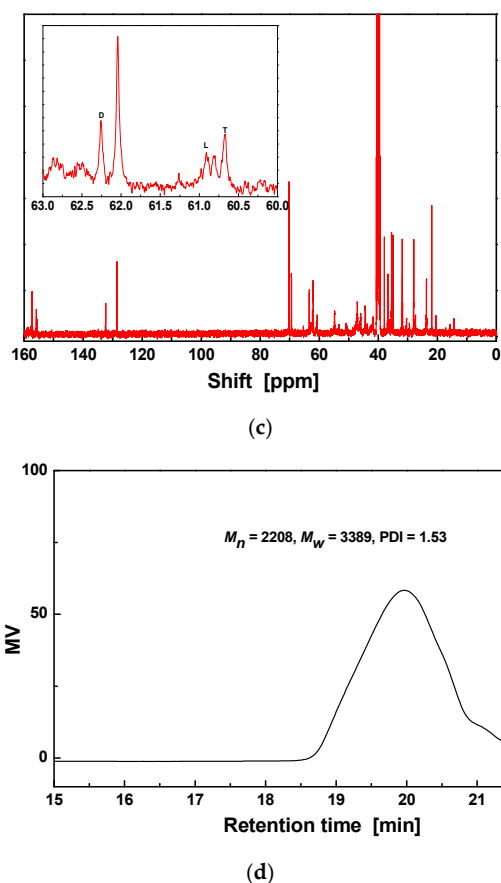 D
L
T
63.0 62.5 62.0 61.5 61.0 60.5 60.0
160 140 120 100 80 60 40 20 0
Shift [ppm]
(c)
100
Mn = 2208, Mw = 3389, PDI = 1.53
50
MV
0
15 16 17 18 19 20 21
Retention time [min]
(d)